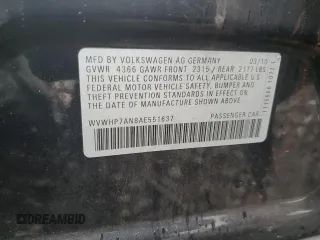 MFD BY VOLKSWAGEN AG GERMANY 03/10
GVWR 4366 GAWR FRONT 2315 / REAR 2117 LBS
THIS VEHICLE CONFORMS TO ALL APPLICABLE
FEDERAL MOTOR VEHICLE SAFETY, BUMPER AND
THEFT PREVENTION STANDARDS IN EFFECT ON THE
DATE OF MANUFACTURE SHOWN ABOVE
WVWHP7AN8AE551637 PASSENGER CAR
DREAMBID